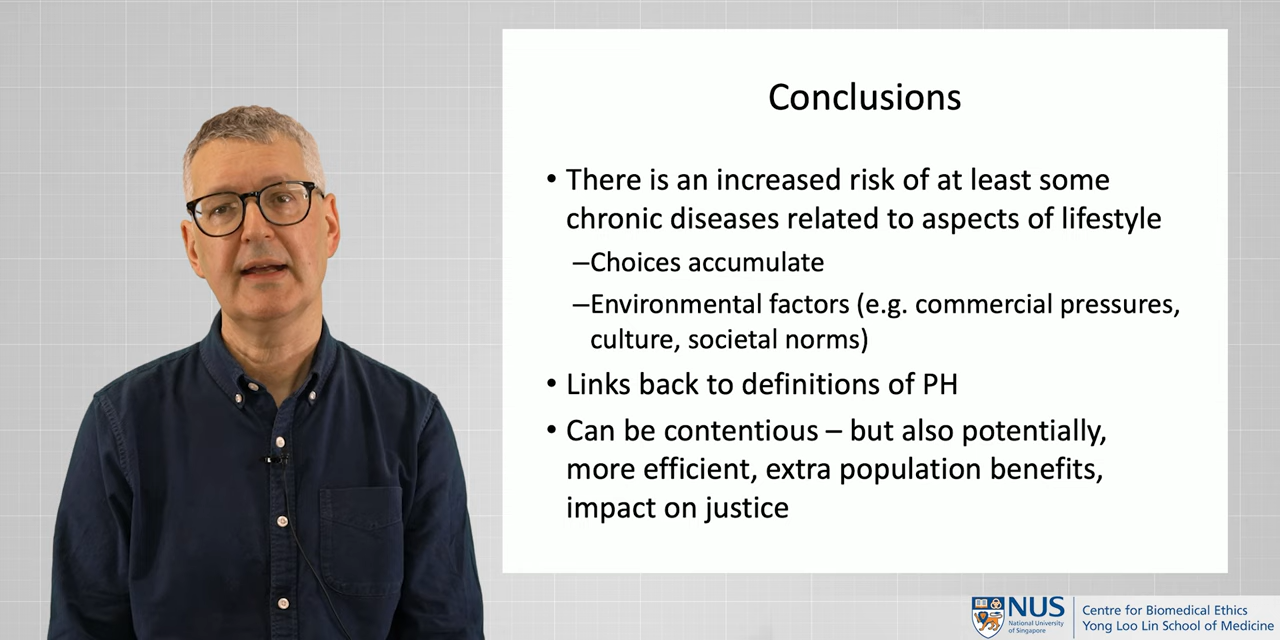 Conclusions
• There is an increased risk of at least some
chronic diseases related to aspects of lifestyle
–Choices accumulate
–Environmental factors (e.g. commercial pressures,
culture, societal norms)
• Links back to definitions of PH
• Can be contentious – but also potentially,
more efficient, extra population benefits,
impact on justice
NUS
National University
of Singapore
Centre for Biomedical Ethics
Yong Loo Lin School of Medicine